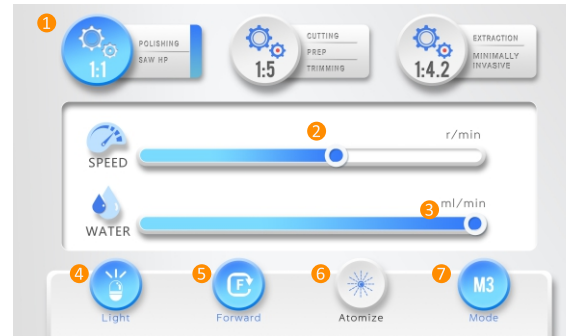 1
1:1
POLISHING
SAW HP
1:5
CUTTING
PREP
TRIMMING
1:4.2
EXTRACTION
MINIMALLY
INVASIVE
2
r/min
SPEED
3
ml/min
WATER
4
Light
5
F
Forward
6
Atomize
7
M3
Mode